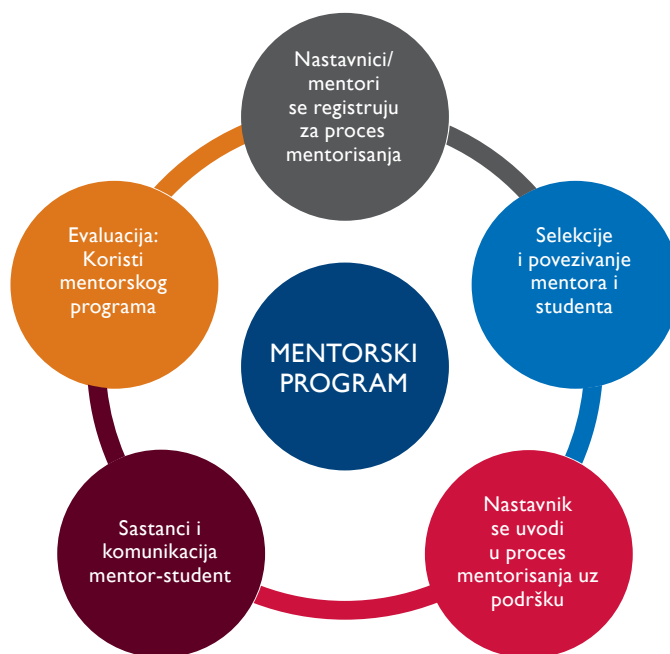 Nastavnici/
mentori
se registruju
za proces
mentorisanja
Selekcije
i povezivanje
mentora i
studenta
Nastavnik
se uvodi
u proces
mentorisanja uz
podršku
Sastanci i
komunikacija
mentor-student
Evaluacija:
Koristi
mentorskog
programa
MENTORSKI
PROGRAM